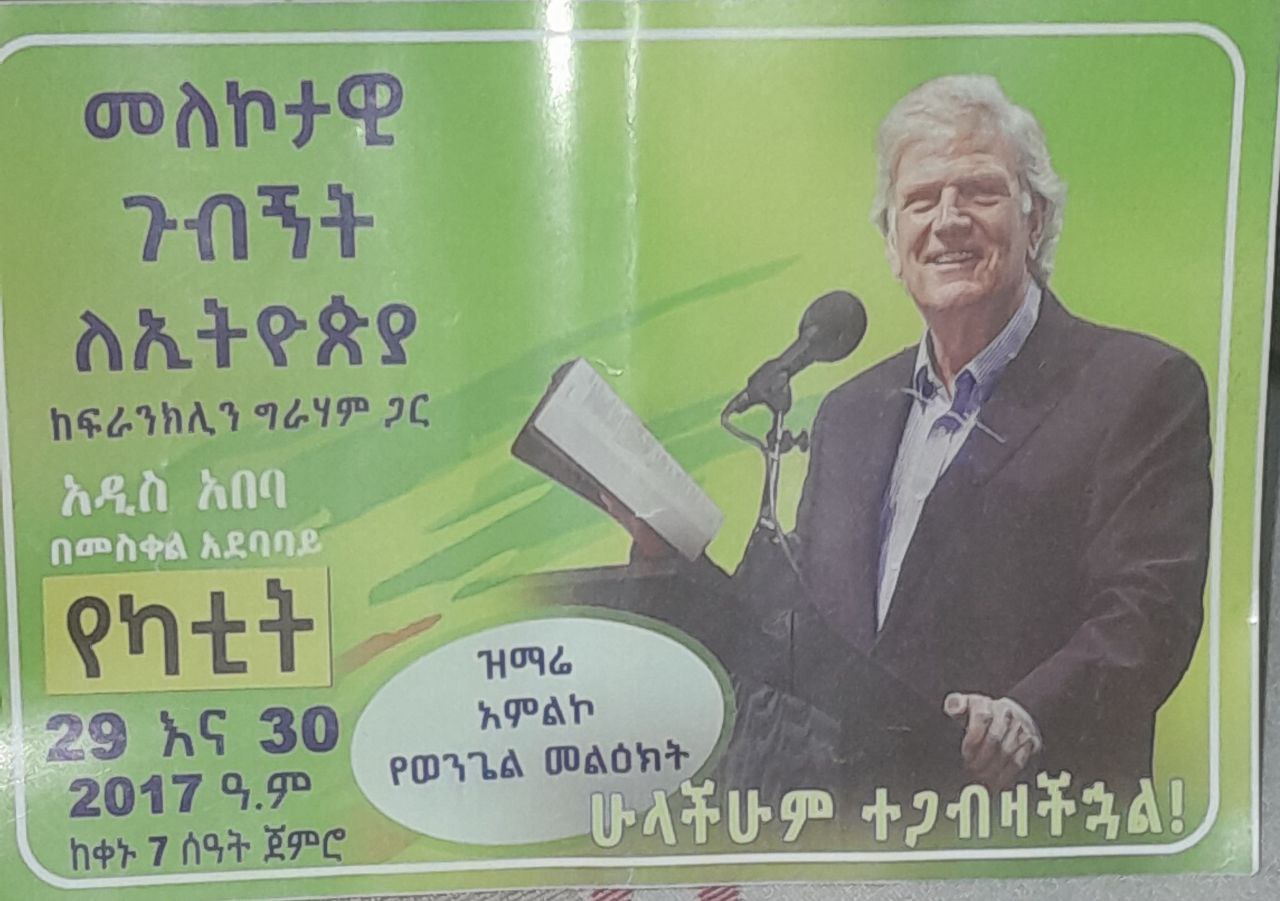 መለኮታዊ
ጉብኝት
ለኢትዮጵያ
ከፍራንክሊን ግራሃም ጋር
አዲስ አበባ
በመስቀል አደባባይ
የካቲት
29 እና 30
2017 ዓ.ም
ከቀኑ 7 ሰዓት ጀምሮ
ዝማሬ
አምልኮ
የወንጌል መልዕክት
ሁላችሁም ተጋብዛችኋል!